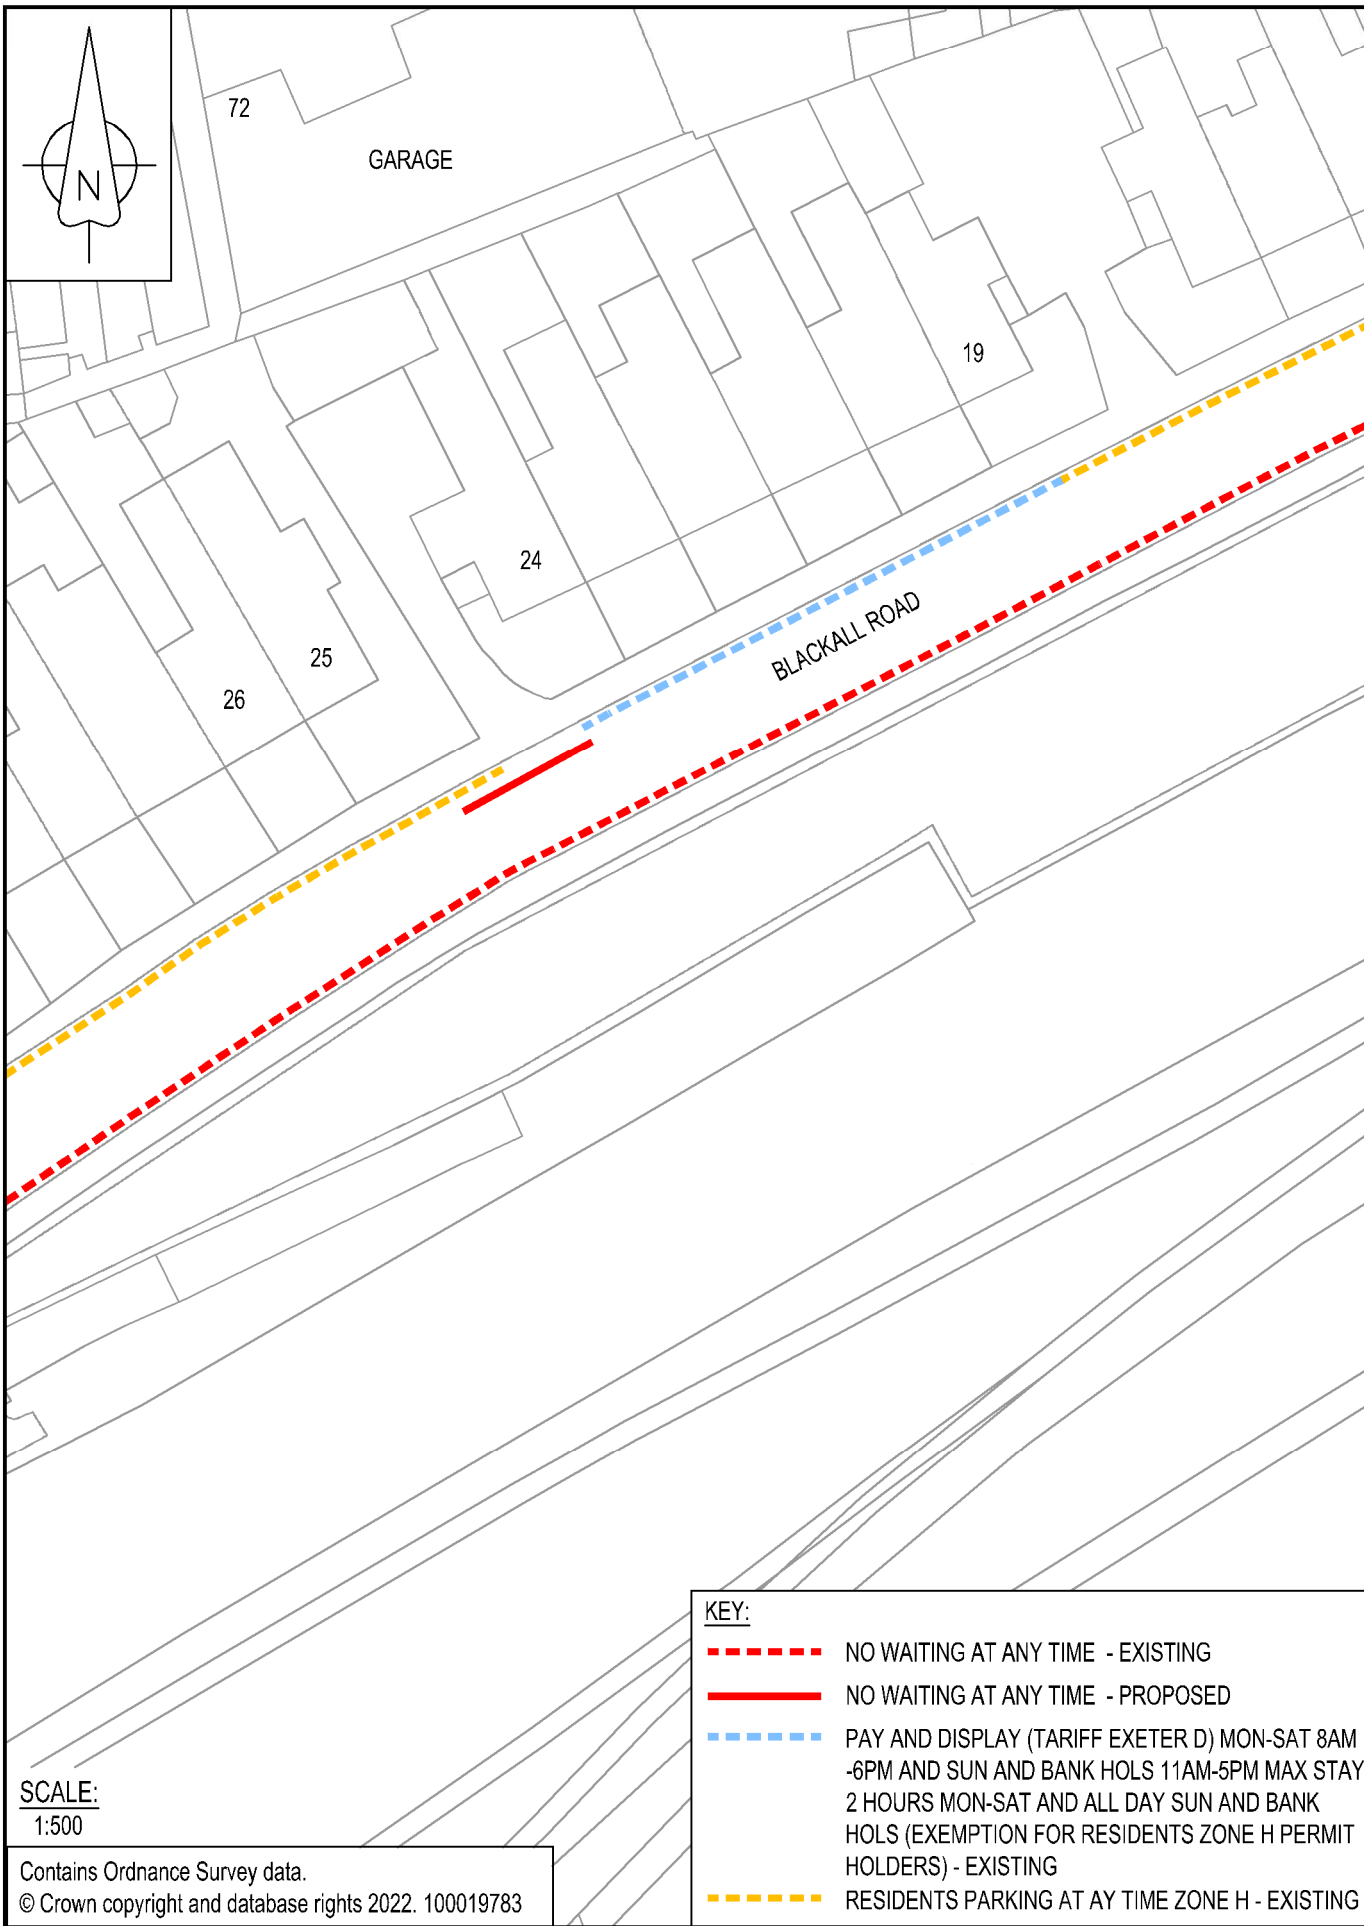 N
72
GARAGE
19
24
25
26
BLACKALL ROAD
KEY:
NO WAITING AT ANY TIME - EXISTING
NO WAITING AT ANY TIME - PROPOSED
PAY AND DISPLAY (TARIFF EXETER D) MON-SAT 8AM
-6PM AND SUN AND BANK HOLS 11AM-5PM MAX STAY
2 HOURS MON-SAT AND ALL DAY SUN AND BANK
HOLS (EXEMPTION FOR RESIDENTS ZONE H PERMIT
HOLDERS) - EXISTING
RESIDENTS PARKING AT AY TIME ZONE H - EXISTING
SCALE:
1:500
Contains Ordnance Survey data.
© Crown copyright and database rights 2022. 100019783